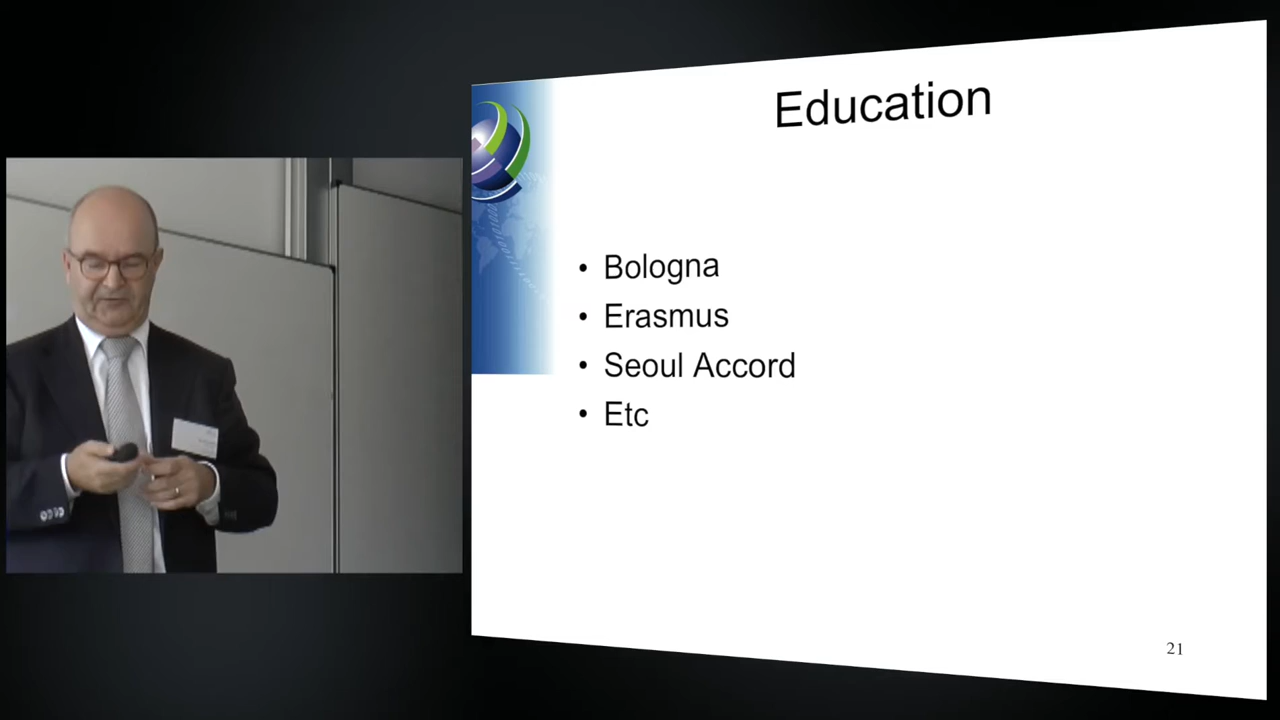 Education
• Bologna
• Erasmus
• Seoul Accord
• Etc
21